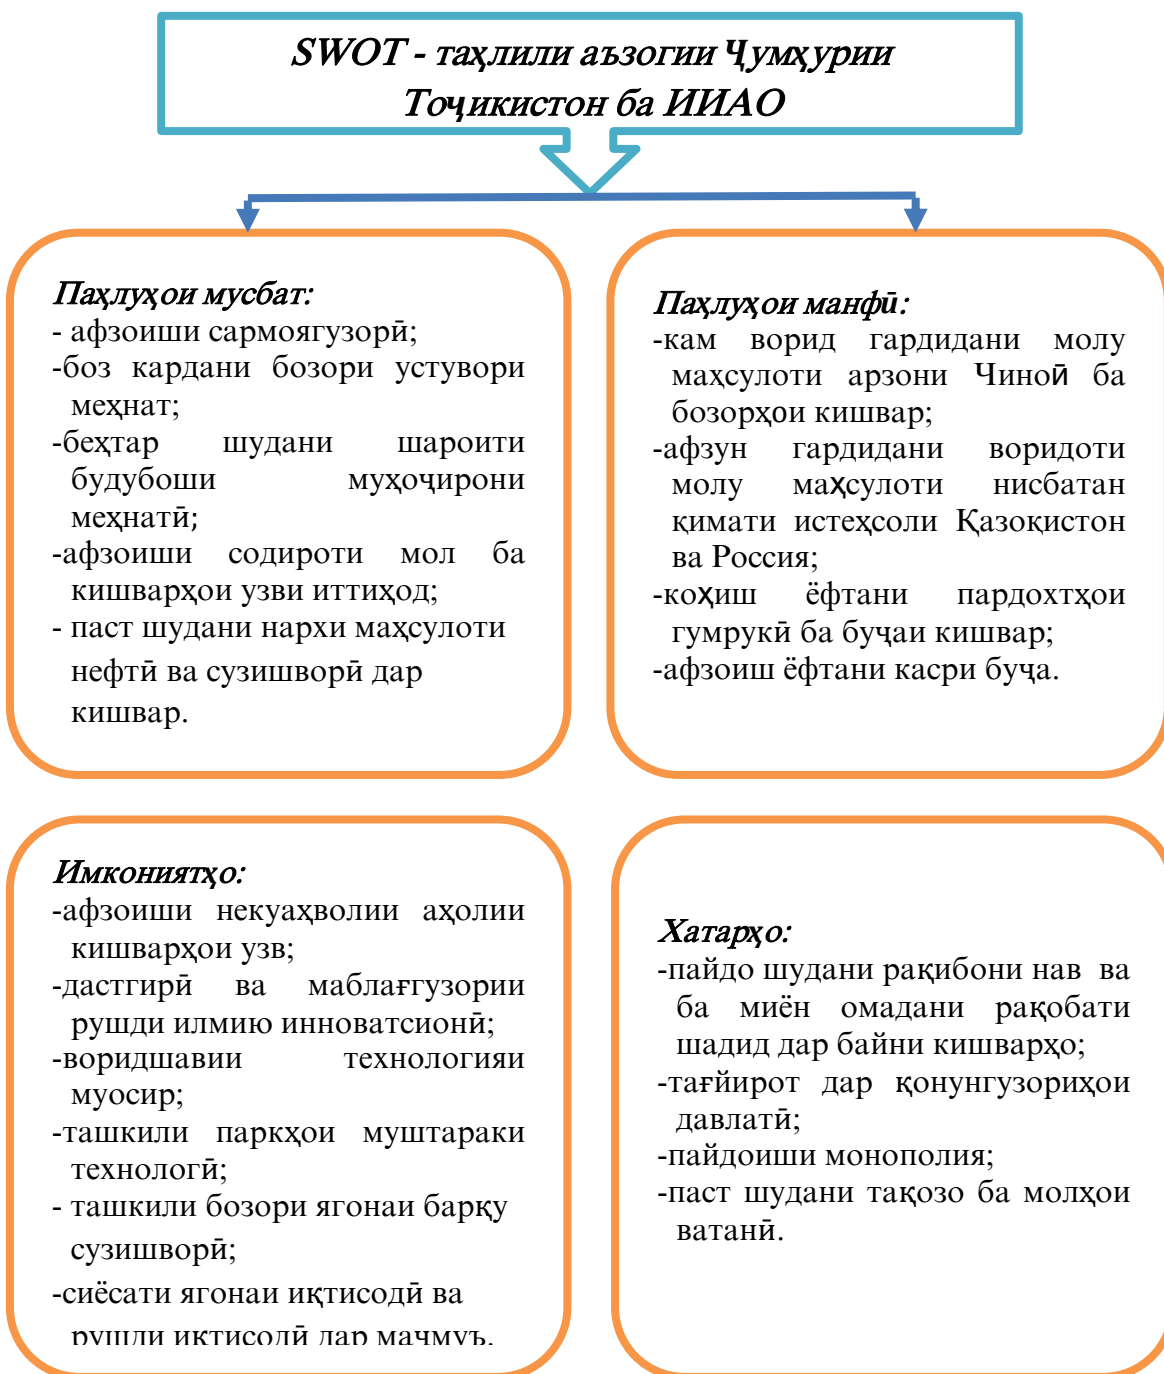 SWOT - таҳлили аъзогии Ҷумҳурии
Тоҷикистон ба ИИАО
Паҳлуҳои мусбат:
- афзоиши сармоягузорӣ;
-боз кардани бозори устувори
меҳнат;
-беҳтар шудани шароити
будубоши муҳоҷирони
меҳнатӣ;
-афзоиши содироти мол ба
кишварҳои узви иттиҳод;
- паст шудани нархи маҳсулоти
нефтӣ ва сузишворӣ дар
кишвар.
Паҳлуҳои манфӣ:
-кам ворид гардидани молу
маҳсулоти арзони Чиноӣ ба
бозорҳои кишвар;
-афзун гардидани воридоти
молу маҳсулоти нисбатан
қимати истеҳсоли Қазоқистон
ва Россия;
-коҳиш ёфтани пардохтҳои
гумрукӣ ба буҷаи кишвар;
-афзоиш ёфтани касри буҷа.
Имкониятҳо:
-афзоиши некуаҳволии аҳолии
кишварҳои узв;
-дастгирӣ ва маблағгузории
рушди илмию инноватсионӣ;
-воридшавии технологияи
муосир;
-ташкили паркҳои муштараки
технологӣ;
- ташкили бозори ягонаи барқу
сузишворӣ;
-сиёсати ягонаи иқтисодӣ ва
рушди иқтисодӣ дар маҷмуъ.
Хатарҳо:
-пайдо шудани рақибони нав ва
ба миён омадани рақобати
шадид дар байни кишварҳо;
-тағйирот дар қонунгузориҳои
давлатӣ;
-пайдоиши монополия;
-паст шудани тақозо ба молҳои
ватанӣ.